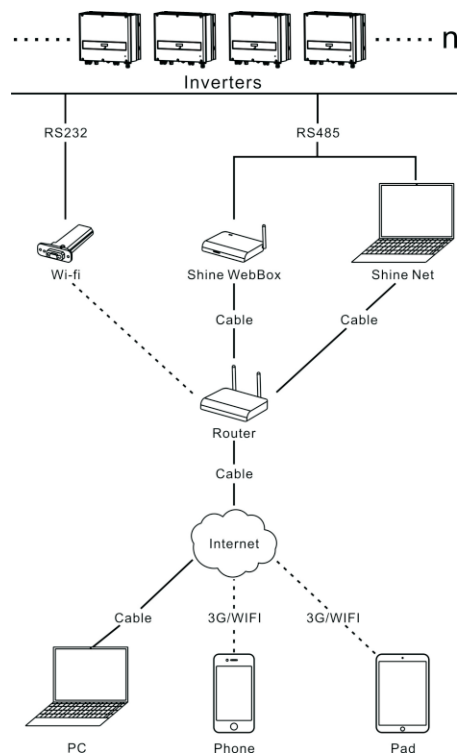 n
Inverters
RS232 RS485
Wi-fi Shine WebBox Shine Net
Cable Cable
Router
Cable
Internet
Cable 3G/WIFI 3G/WIFI
PC Phone Pad